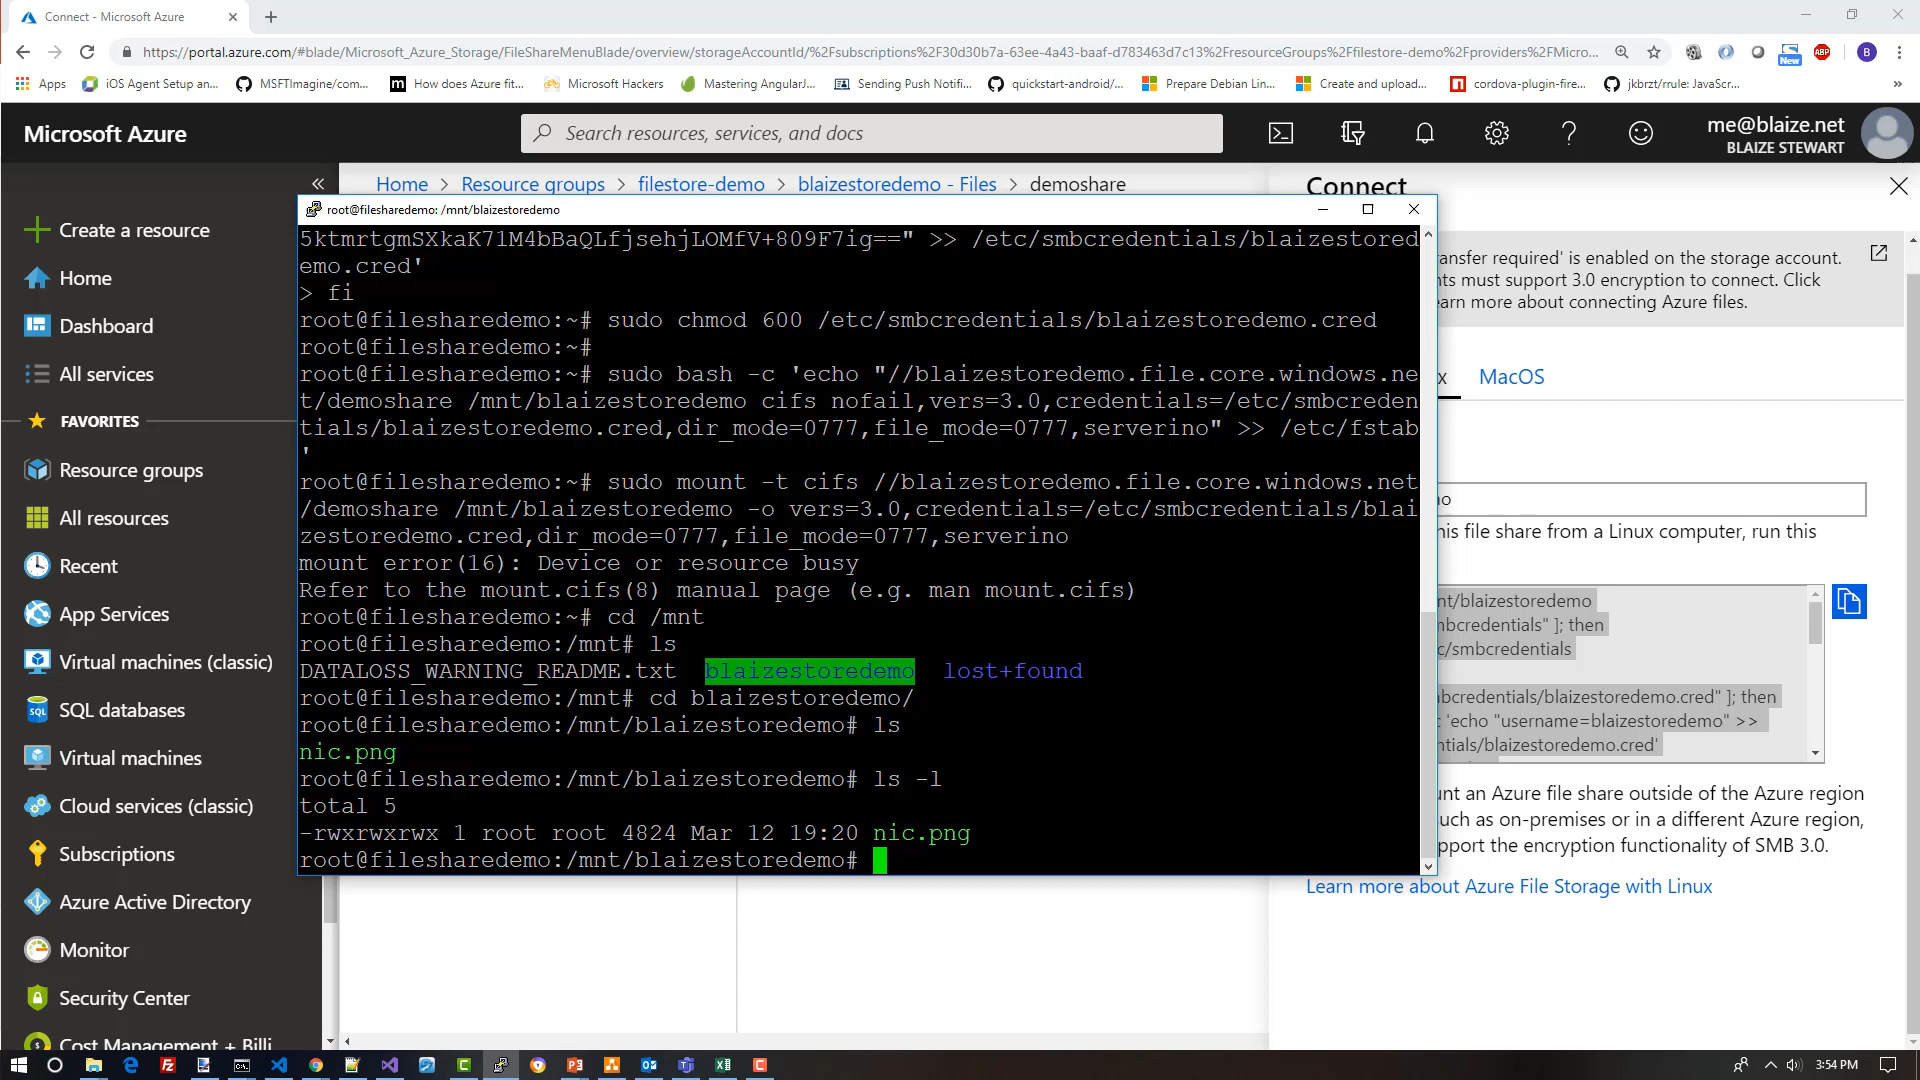 Connect - Microsoft Azure
https://portal.azure.com/#blade/Microsoft_Azure_Storage/FileShareMenuBlade/overview/storageAccountId/%2Fsubscriptions%2F30d30b7a-63ee-4a43-baaf-d783463d7c13%2FresourceGroups%2Ffilestore-demo%2Fproviders%2FMicro...
ABP
New
B
Apps
iOS Agent Setup an...
MSFTImagine/com...
How does Azure fit...
Microsoft Hackers
Mastering AngularJ...
Sending Push Notifi...
quickstart-android/...
Prepare Debian Lin...
Create and upload...
cordova-plugin-fire...
jkbrzt/rrule: JavaScr...
Microsoft Azure
Search resources, services, and docs
me@blaize.net
BLAIZE STEWART
Create a resource
Home
Dashboard
All services
FAVORITES
Resource groups
All resources
Recent
App Services
Virtual machines (classic)
SQL databases
Virtual machines
Cloud services (classic)
Subscriptions
Azure Active Directory
Monitor
Security Center
Cost Management + Billi
Home > Resource groups > filestore-demo > blaizestoredemo - Files > demoshare
root@filesharedemo: /mnt/blaizestoredemo
5ktmrtgmSXkaK71M4bBaQLfjsehjLOMfV+809F7ig==" >> /etc/smbcredentials/blaizestored
emo.cred'
> fi
root@filesharedemo:~# sudo chmod 600 /etc/smbcredentials/blaizestoredemo.cred
root@filesharedemo:~#
root@filesharedemo:~# sudo bash -c 'echo "//blaizestoredemo.file.core.windows.ne
t/demoshare /mnt/blaizestoredemo cifs nofail,vers=3.0,credentials=/etc/smbcreden
tials/blaizestoredemo.cred,dir_mode=0777,file_mode=0777,serverino" >> /etc/fstab
'
root@filesharedemo:~# sudo mount -t cifs //blaizestoredemo.file.core.windows.net
/demoshare /mnt/blaizestoredemo -o vers=3.0,credentials=/etc/smbcredentials/blai
zestoredemo.cred,dir_mode=0777,file_mode=0777,serverino
mount error(16): Device or resource busy
Refer to the mount.cifs(8) manual page (e.g. man mount.cifs)
root@filesharedemo:~# cd /mnt
root@filesharedemo:/mnt# ls
DATALOSS_WARNING_README.txt blaizestoredemo lost+found
root@filesharedemo:/mnt# cd blaizestoredemo/
root@filesharedemo:/mnt/blaizestoredemo# ls
nic.png
root@filesharedemo:/mnt/blaizestoredemo# ls -l
total 5
-rwxrwxrwx 1 root root 4824 Mar 12 19:20 nic.png
root@filesharedemo:/mnt/blaizestoredemo#
Connect
ransfer required' is enabled on the storage account.
nts must support 3.0 encryption to connect. Click
earn more about connecting Azure files.
x
MacOS
no
his file share from a Linux computer, run this
nt/blaizestoredemo
mbcredentials" ]; then
c/smbcredentials
nbcredentials/blaizestoredemo.cred" ]; then
c 'echo "username=blaizestoredemo" >>
ntials/blaizestoredemo.cred'
unt an Azure file share outside of the Azure region
uch as on-premises or in a different Azure region,
pport the encryption functionality of SMB 3.0.
Learn more about Azure File Storage with Linux
3:54 PM